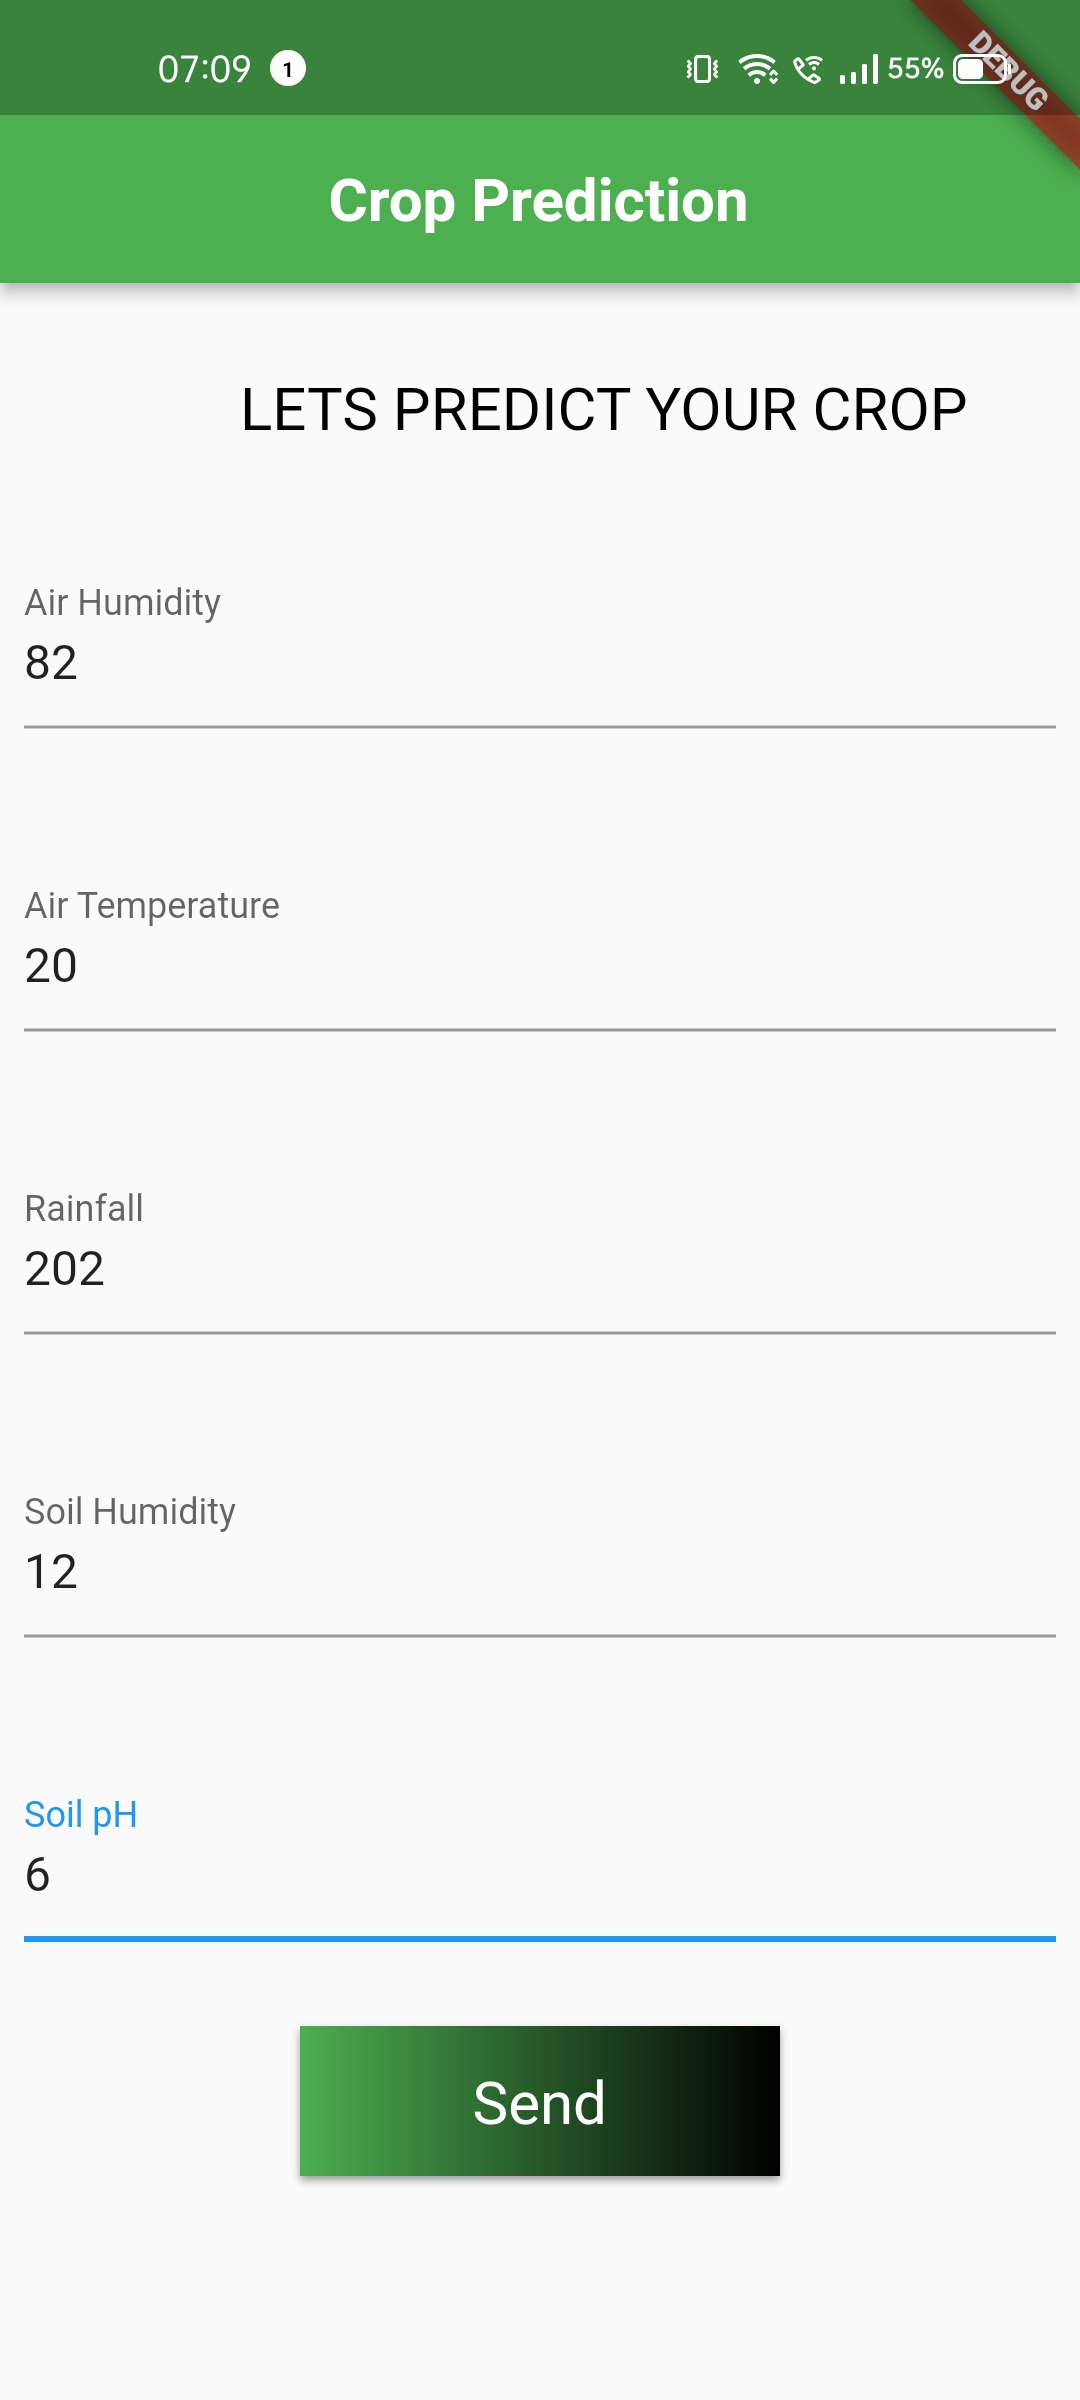 07:09 1 55%
DEBUG
Crop Prediction
LETS PREDICT YOUR CROP
Air Humidity
82
Air Temperature
20
Rainfall
202
Soil Humidity
12
Soil pH
6
Send